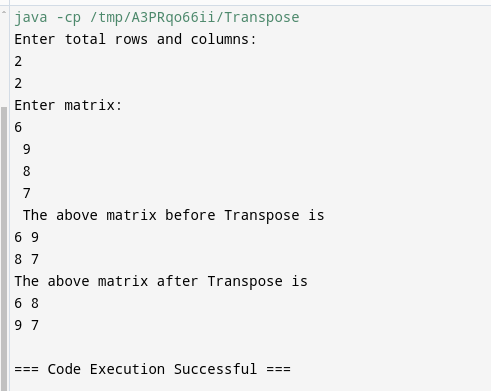 java -cp /tmp/A3PRqo66ii/Transpose
Enter total rows and columns:
2
2
Enter matrix:
6
9
8
7
The above matrix before Transpose is
6 9
8 7
The above matrix after Transpose is
6 8
9 7
=== Code Execution Successful ===